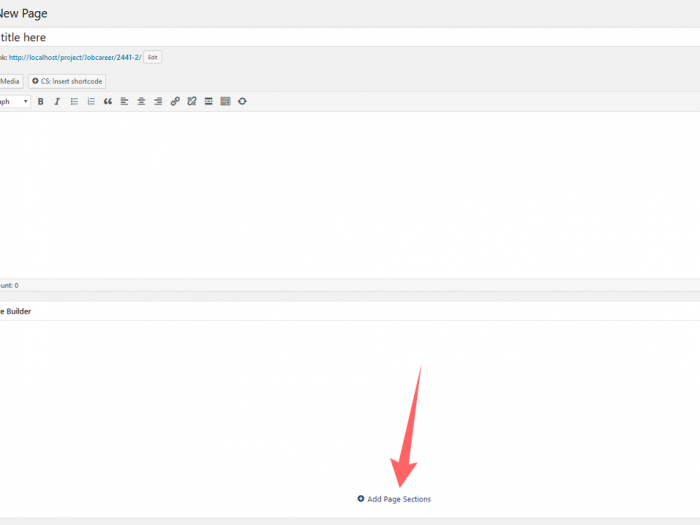 New Page
title here
nk: http://localhost/project/Jobcareer/2441-2/ Edit
Media CS: Insert shortcode
aph B I
unt: 0
e Builder
Add Page Sections